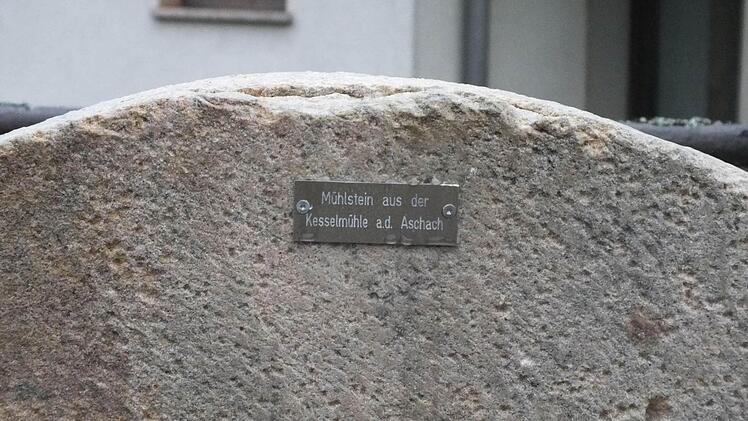 Mühlstein aus der
Kesselmühle a.d. Aschach